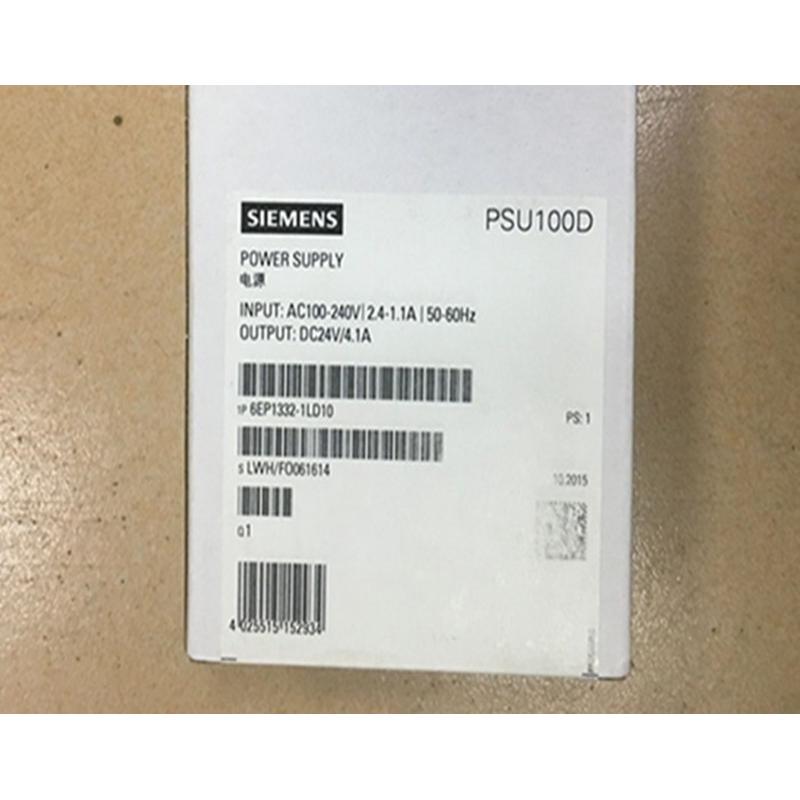 SIEMENS
PSU100D
POWER SUPPLY
电源
INPUT: AC100-240V | 2.4-1.1A | 50-60Hz
OUTPUT: DC24V/4.1A
1P 6EP1332-1LD10
PS: 1
S LWH/FO061614
10.2015
Q 1
4 025515 152934